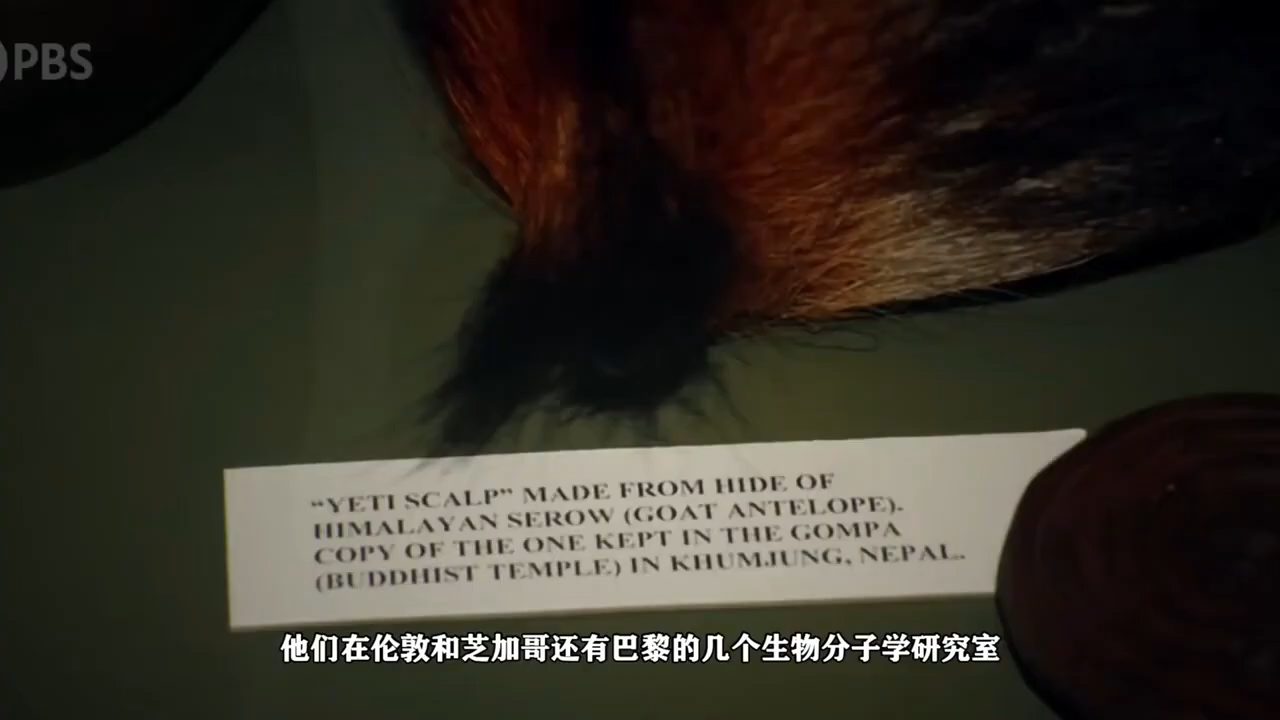 PBS
“YETI SCALP” MADE FROM HIDE OF
HIMALAYAN SEROW (GOAT ANTELOPE).
COPY OF THE ONE KEPT IN THE GOMPA
(BUDDHIST TEMPLE) IN KHUMJUNG, NEPAL.
他们在伦敦和芝加哥还有巴黎的几个生物分子学研究室